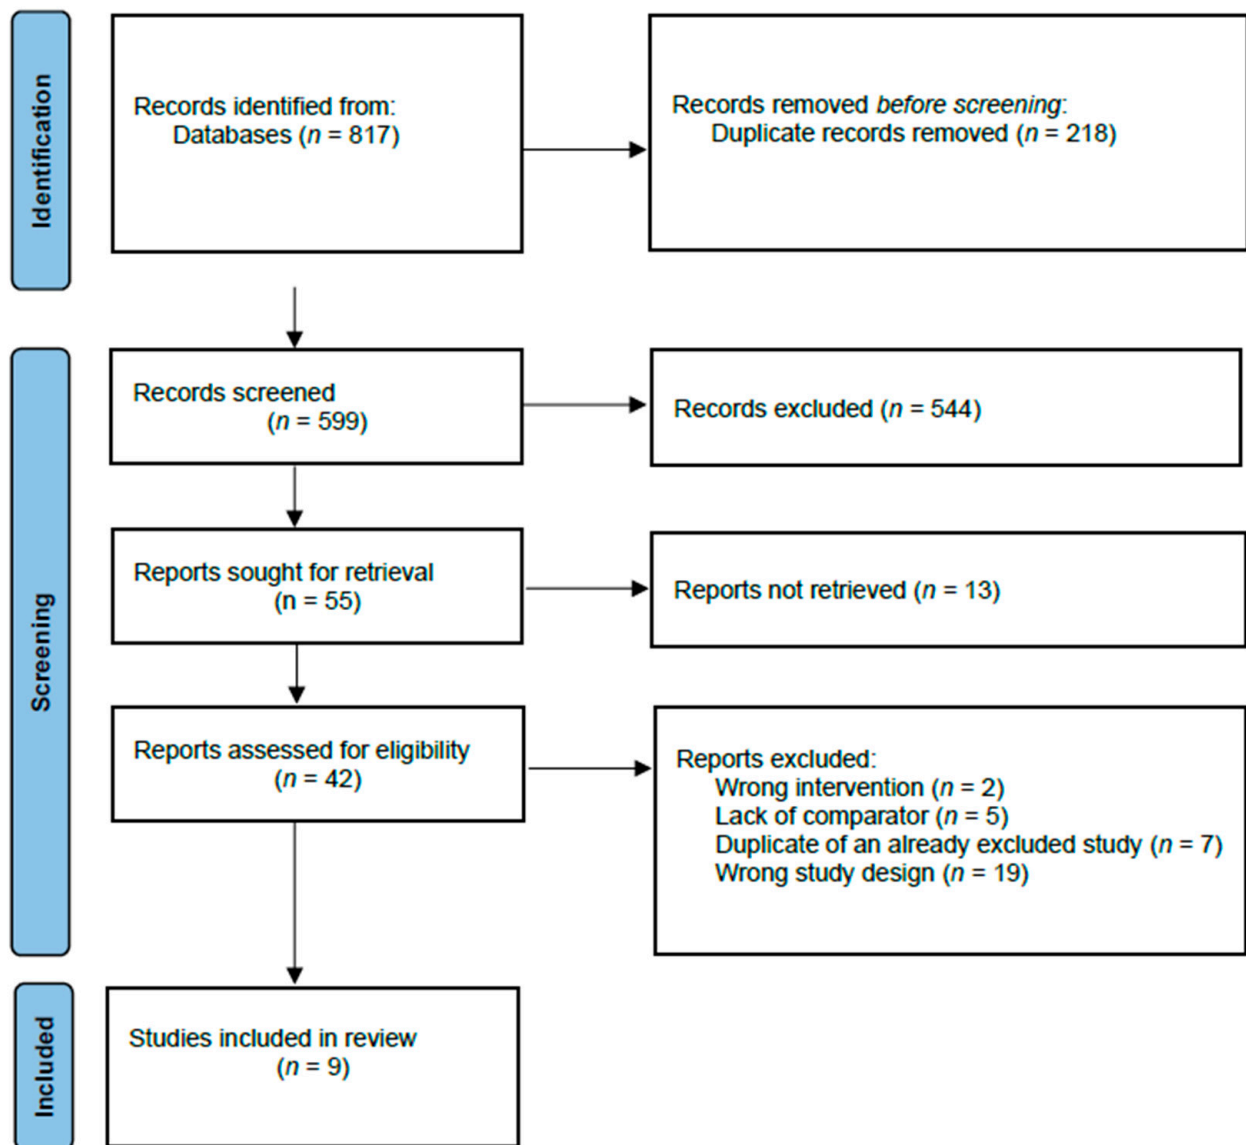 Identification
Records identified from:
Databases (n = 817)
Records removed before screening:
Duplicate records removed (n = 218)
Screening
Records screened
(n = 599)
Records excluded (n = 544)
Reports sought for retrieval
(n = 55)
Reports not retrieved (n = 13)
Reports assessed for eligibility
(n = 42)
Reports excluded:
Wrong intervention (n = 2)
Lack of comparator (n = 5)
Duplicate of an already excluded study (n = 7)
Wrong study design (n = 19)
Included
Studies included in review
(n = 9)